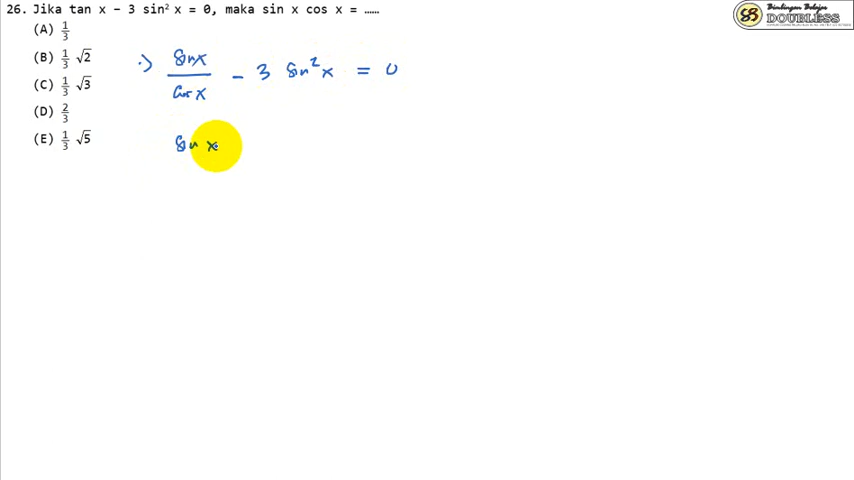 26. Jika tan x - 3 sin² x = 0, maka sin x cos x = ……
(A) 1/3
(B) 1/3 √2
(C) 1/3 √3
(D) 2/3
(E) 1/3 √5
∴) sin x / cos x - 3 sin² x = 0
sin x
Bimbingan Belajar
DOUBLESS